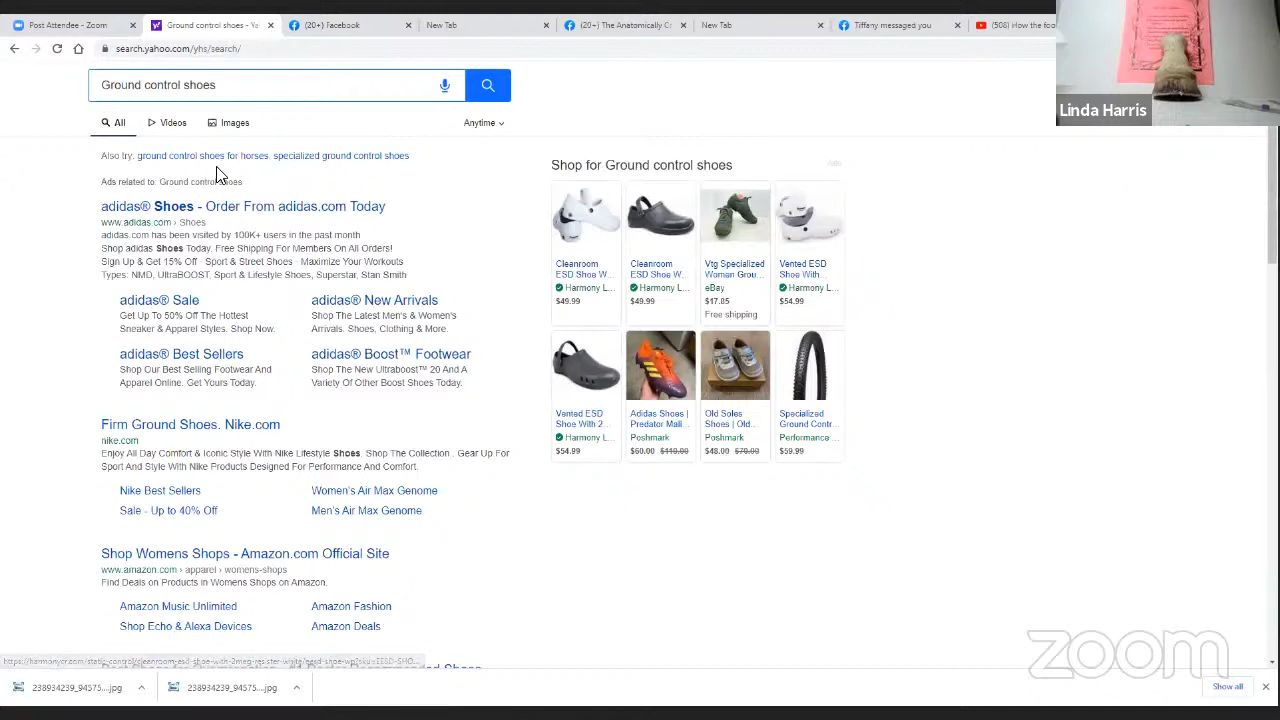 Post Attendee - Zoom
Ground control shoes - Ya
(20+) Facebook
New Tab
(20+) The Anatomically Co
New Tab
Tiffeny messaged you
(508) How the foo
search.yahoo.com/yhs/search/
Linda Harris
Ground control shoes
All
Videos
Images
Anytime
Also try: ground control shoes for horses, specialized ground control shoes
Ads related to: Ground control shoes
adidas® Shoes - Order From adidas.com Today
www.adidas.com › Shoes
adidas.com has been visited by 100K+ users in the past month
Shop adidas Shoes Today. Free Shipping For Members On All Orders!
Sign Up & Get 15% Off · Sport & Street Shoes · Maximize Your Workouts
Types: NMD, UltraBOOST, Sport & Lifestyle Shoes, Superstar, Stan Smith
adidas® Sale
Get Up To 50% Off The Hottest
Sneaker & Apparel Styles. Shop Now.
adidas® New Arrivals
Shop The Latest Men's & Women's
Arrivals. Shoes, Clothing & More.
adidas® Best Sellers
Shop Our Best Selling Footwear And
Apparel Online. Get Yours Today.
adidas® Boost™ Footwear
Shop The New Ultraboost™ 20 And A
Variety Of Other Boost Shoes Today.
Firm Ground Shoes. Nike.com
nike.com
Enjoy All Day Comfort & Iconic Style With Nike Lifestyle Shoes, Shop The Collection.. Gear Up For
Sport And Style With Nike Products Designed For Performance And Comfort.
Nike Best Sellers
Women's Air Max Genome
Sale - Up to 40% Off
Men's Air Max Genome
Shop Womens Shops - Amazon.com Official Site
www.amazon.com › apparel › womens-shops
Find Deals on Products in Womens Shops on Amazon.
Amazon Music Unlimited
Amazon Fashion
Shop Echo & Alexa Devices
Amazon Deals
Shop for Ground control shoes
Ads
Cleanroom
ESD Shoe W...
Harmony L...
$49.99
Cleanroom
ESD Shoe W...
Harmony L...
$49.99
Vtg Specialized
Women Grou...
eBay
$17.85
Free shipping
Vented ESD
Shoe With...
Harmony L...
$54.99
Vented ESD
Shoe With 2...
Harmony L...
$54.99
Adidas Shoes |
Predator Mali...
Poshmark
$60.00 $110.00
Old Soles
Shoes | Old...
Poshmark
$48.00 $70.00
Specialized
Ground Contr...
Performance ...
$59.99
zoom
238934239_94575....jpg
238934239_94575....jpg
Show all